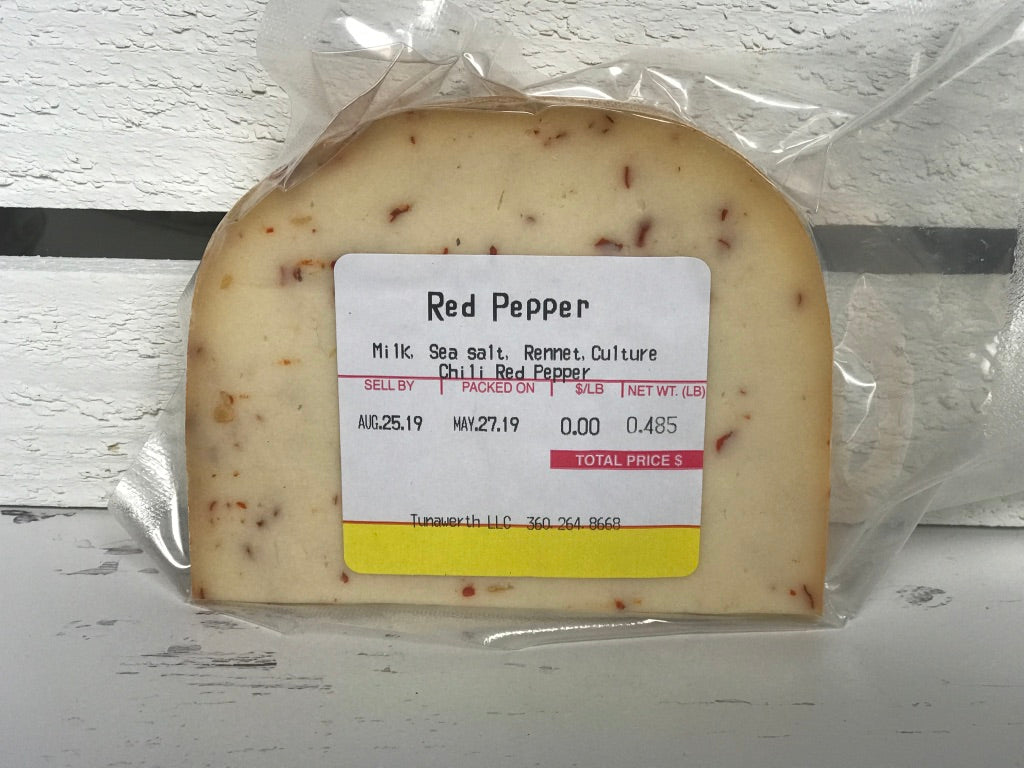 Red Pepper
Milk, Sea salt, Rennet, Culture
Chili Red Pepper
SELL BY PACKED ON $/LB NET WT. (LB)
AUG.25.19 MAY.27.19 0.00 0.485
TOTAL PRICE $
Tunawerth LLC 360.264.8668